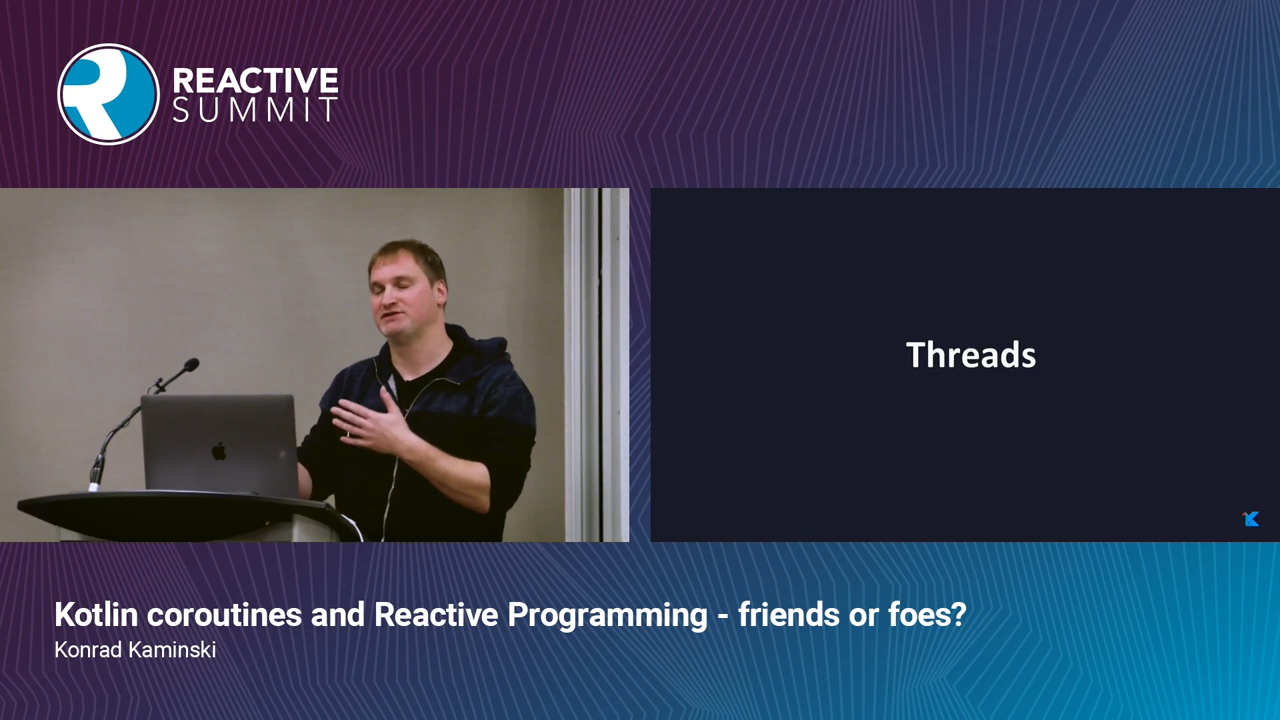 REACTIVE
SUMMIT
Threads
Kotlin coroutines and Reactive Programming - friends or foes?
Konrad Kaminski